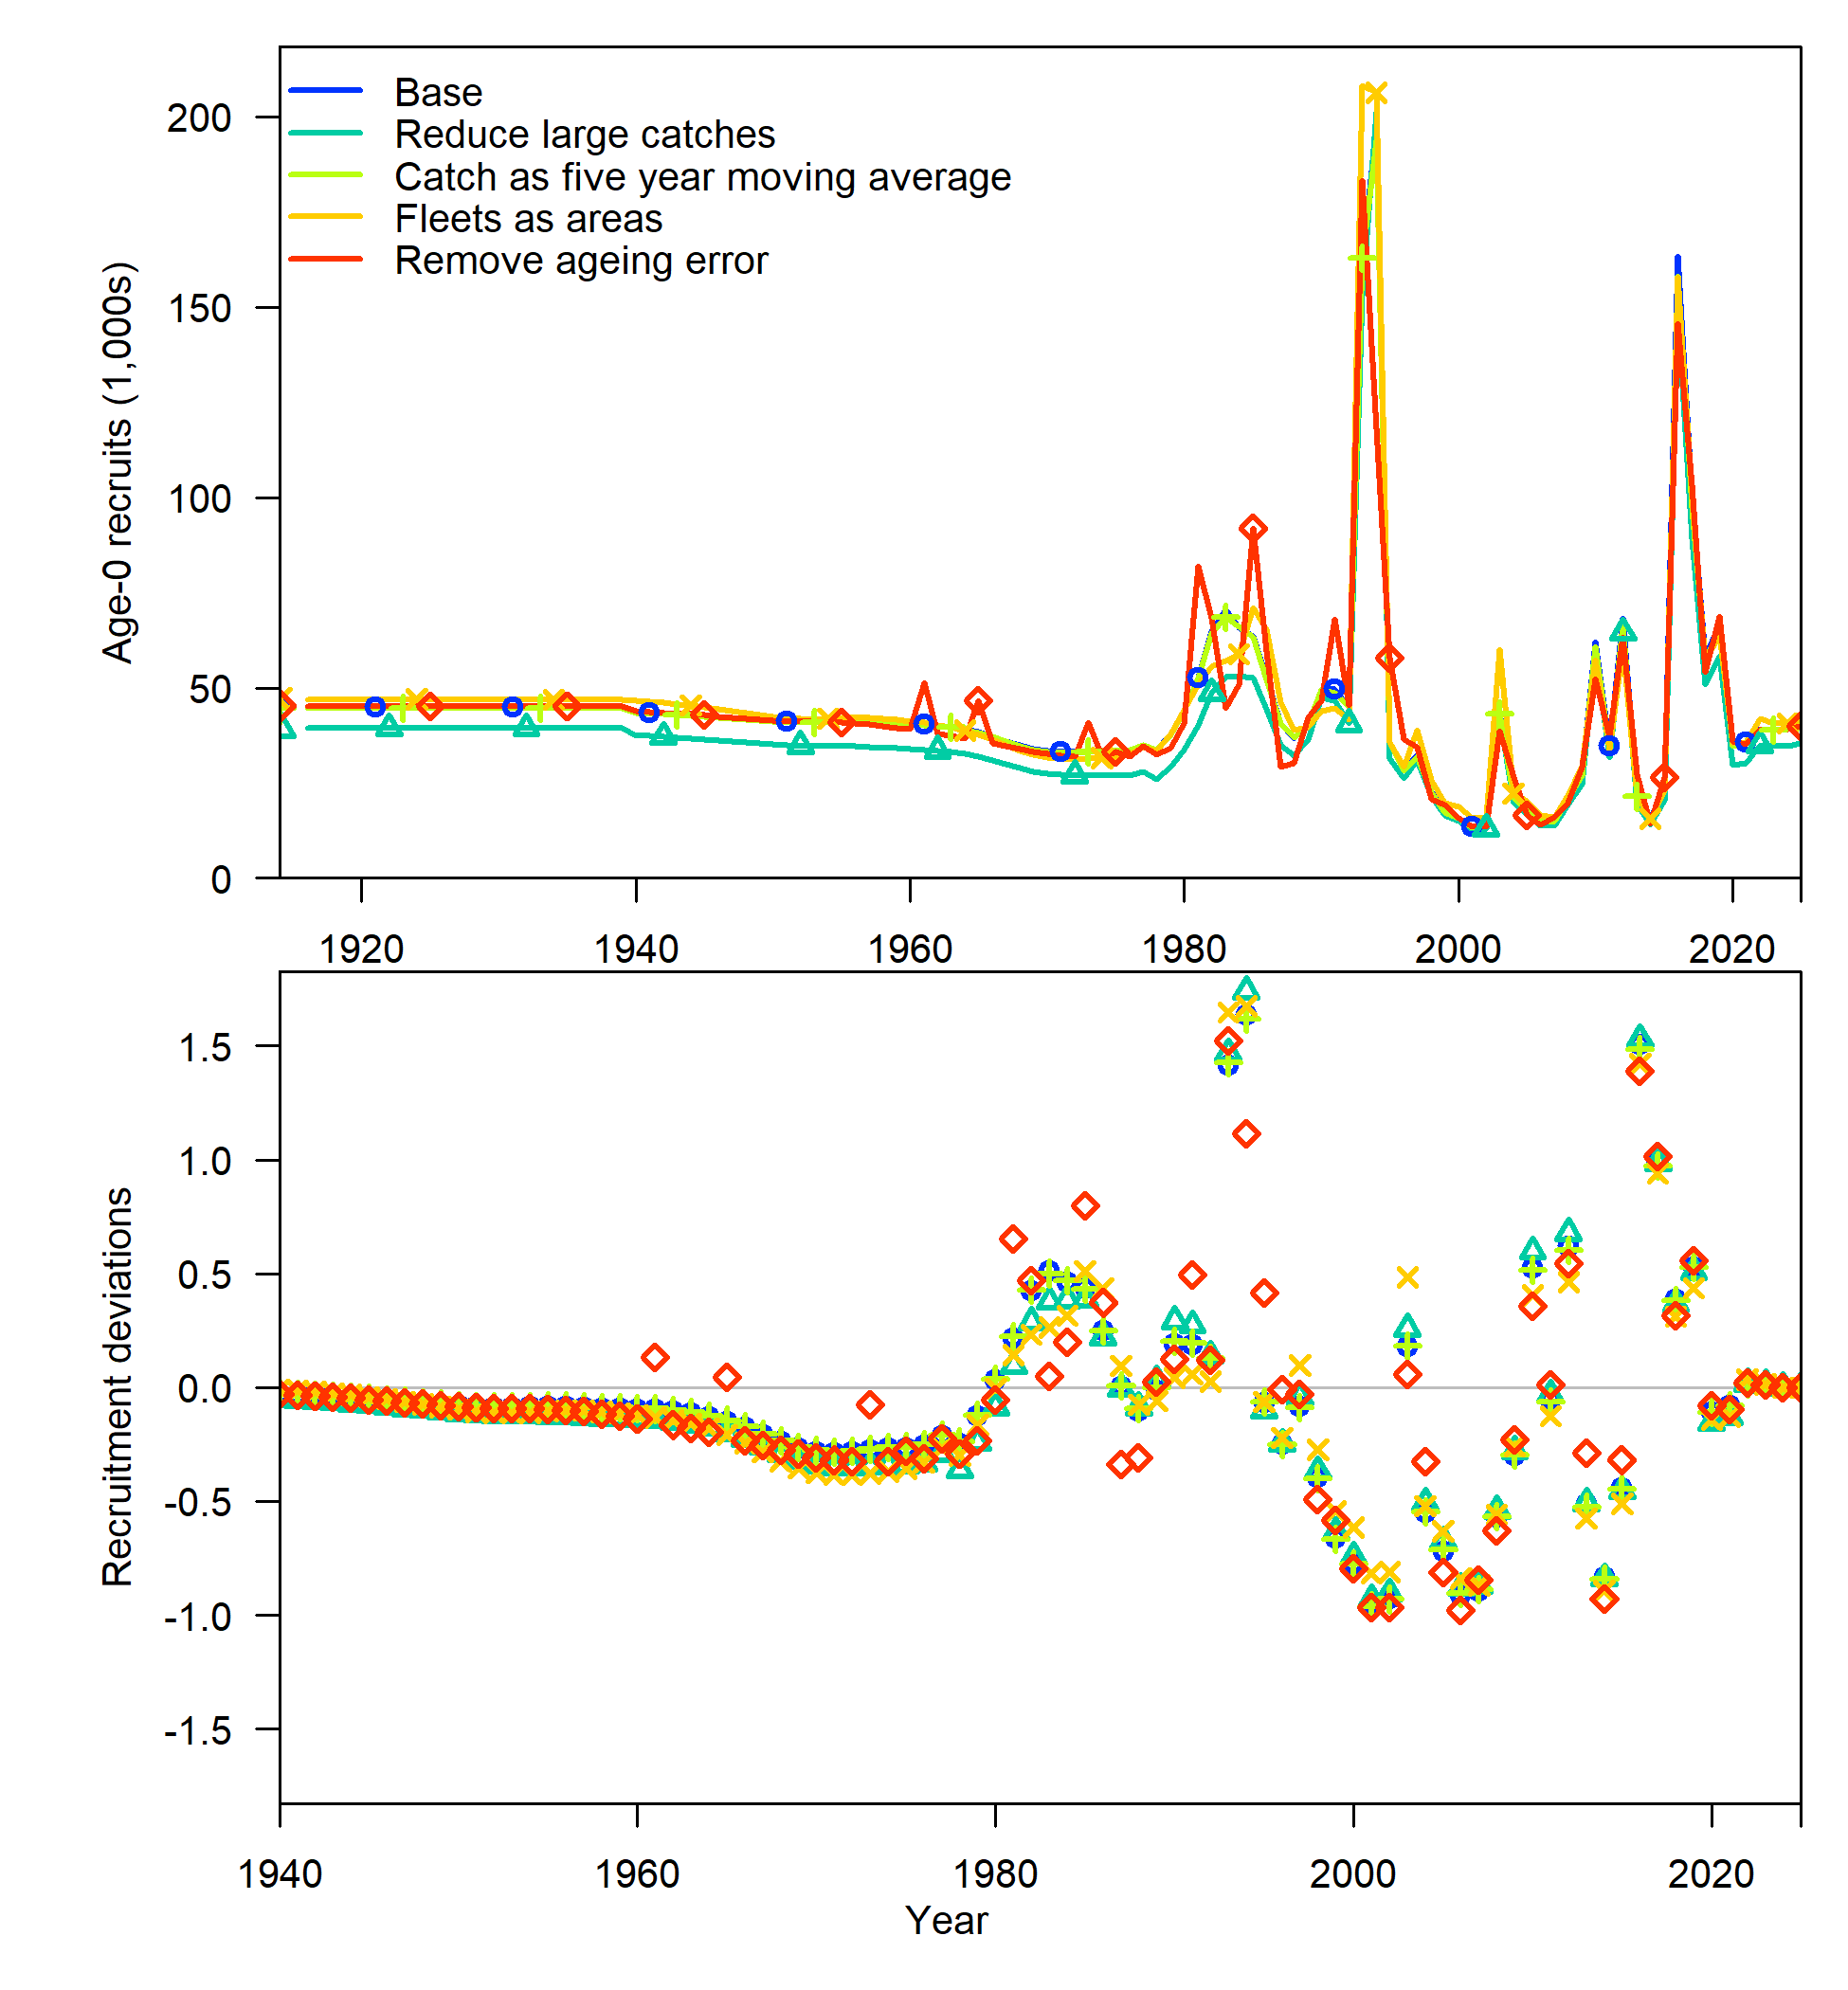 Base
Reduce large catches
Catch as five year moving average
Fleets as areas
Remove ageing error
Age-0 recruits (1,000s)
200
150
100
50
0
1920 1940 1960 1980 2000 2020
Recruitment deviations
1.5
1.0
0.5
0.0
-0.5
-1.0
-1.5
1940 1960 1980 2000 2020
Year